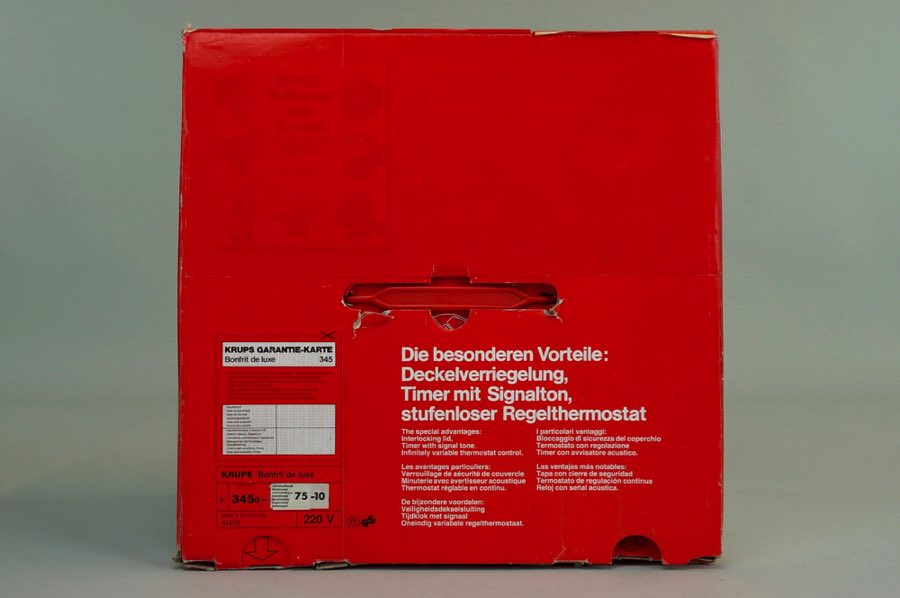 KRUPS GARANTIE-KARTE
Bonfrit de luxe 345
KRUPS Bonfrit de luxe
F 345
75-10
220 V
Die besonderen Vorteile:
Deckelverriegelung,
Timer mit Signalton,
stufenloser Regelthermostat
The special advantages:
Interlocking lid,
Timer with signal tone.
Infinitely variable thermostat control.
Les avantages particuliers:
Verrouillage de sécurité de couvercle
Minuterie avec avertisseur acoustique
Thermostat réglable en continu.
De bijzondere voordelen:
Veiligheidsdekselsluiting
Tijdklok met signaal
Oneindig variabele regelthermostaat.
I particolari vantaggi:
Bloccaggio di sicurezza del coperchio
Termostato con regolazione
Timer con avvisatore acustico.
Las ventajas más notables:
Tapa con cierre de seguridad
Termostato de regulación continua
Reloj con señal acústica.